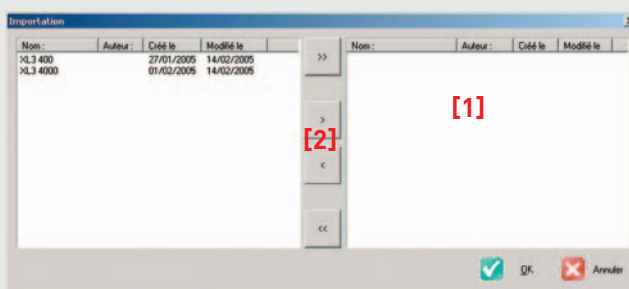 Importation
Nom : Auteur : Créé le Modifié le
XL3 400 27/01/2005 14/02/2005
XL3 4000 01/02/2005 14/02/2005
>>
>
[2]
<
<<
Nom : Auteur : Créé le Modifié le
[1]
OK Annuler